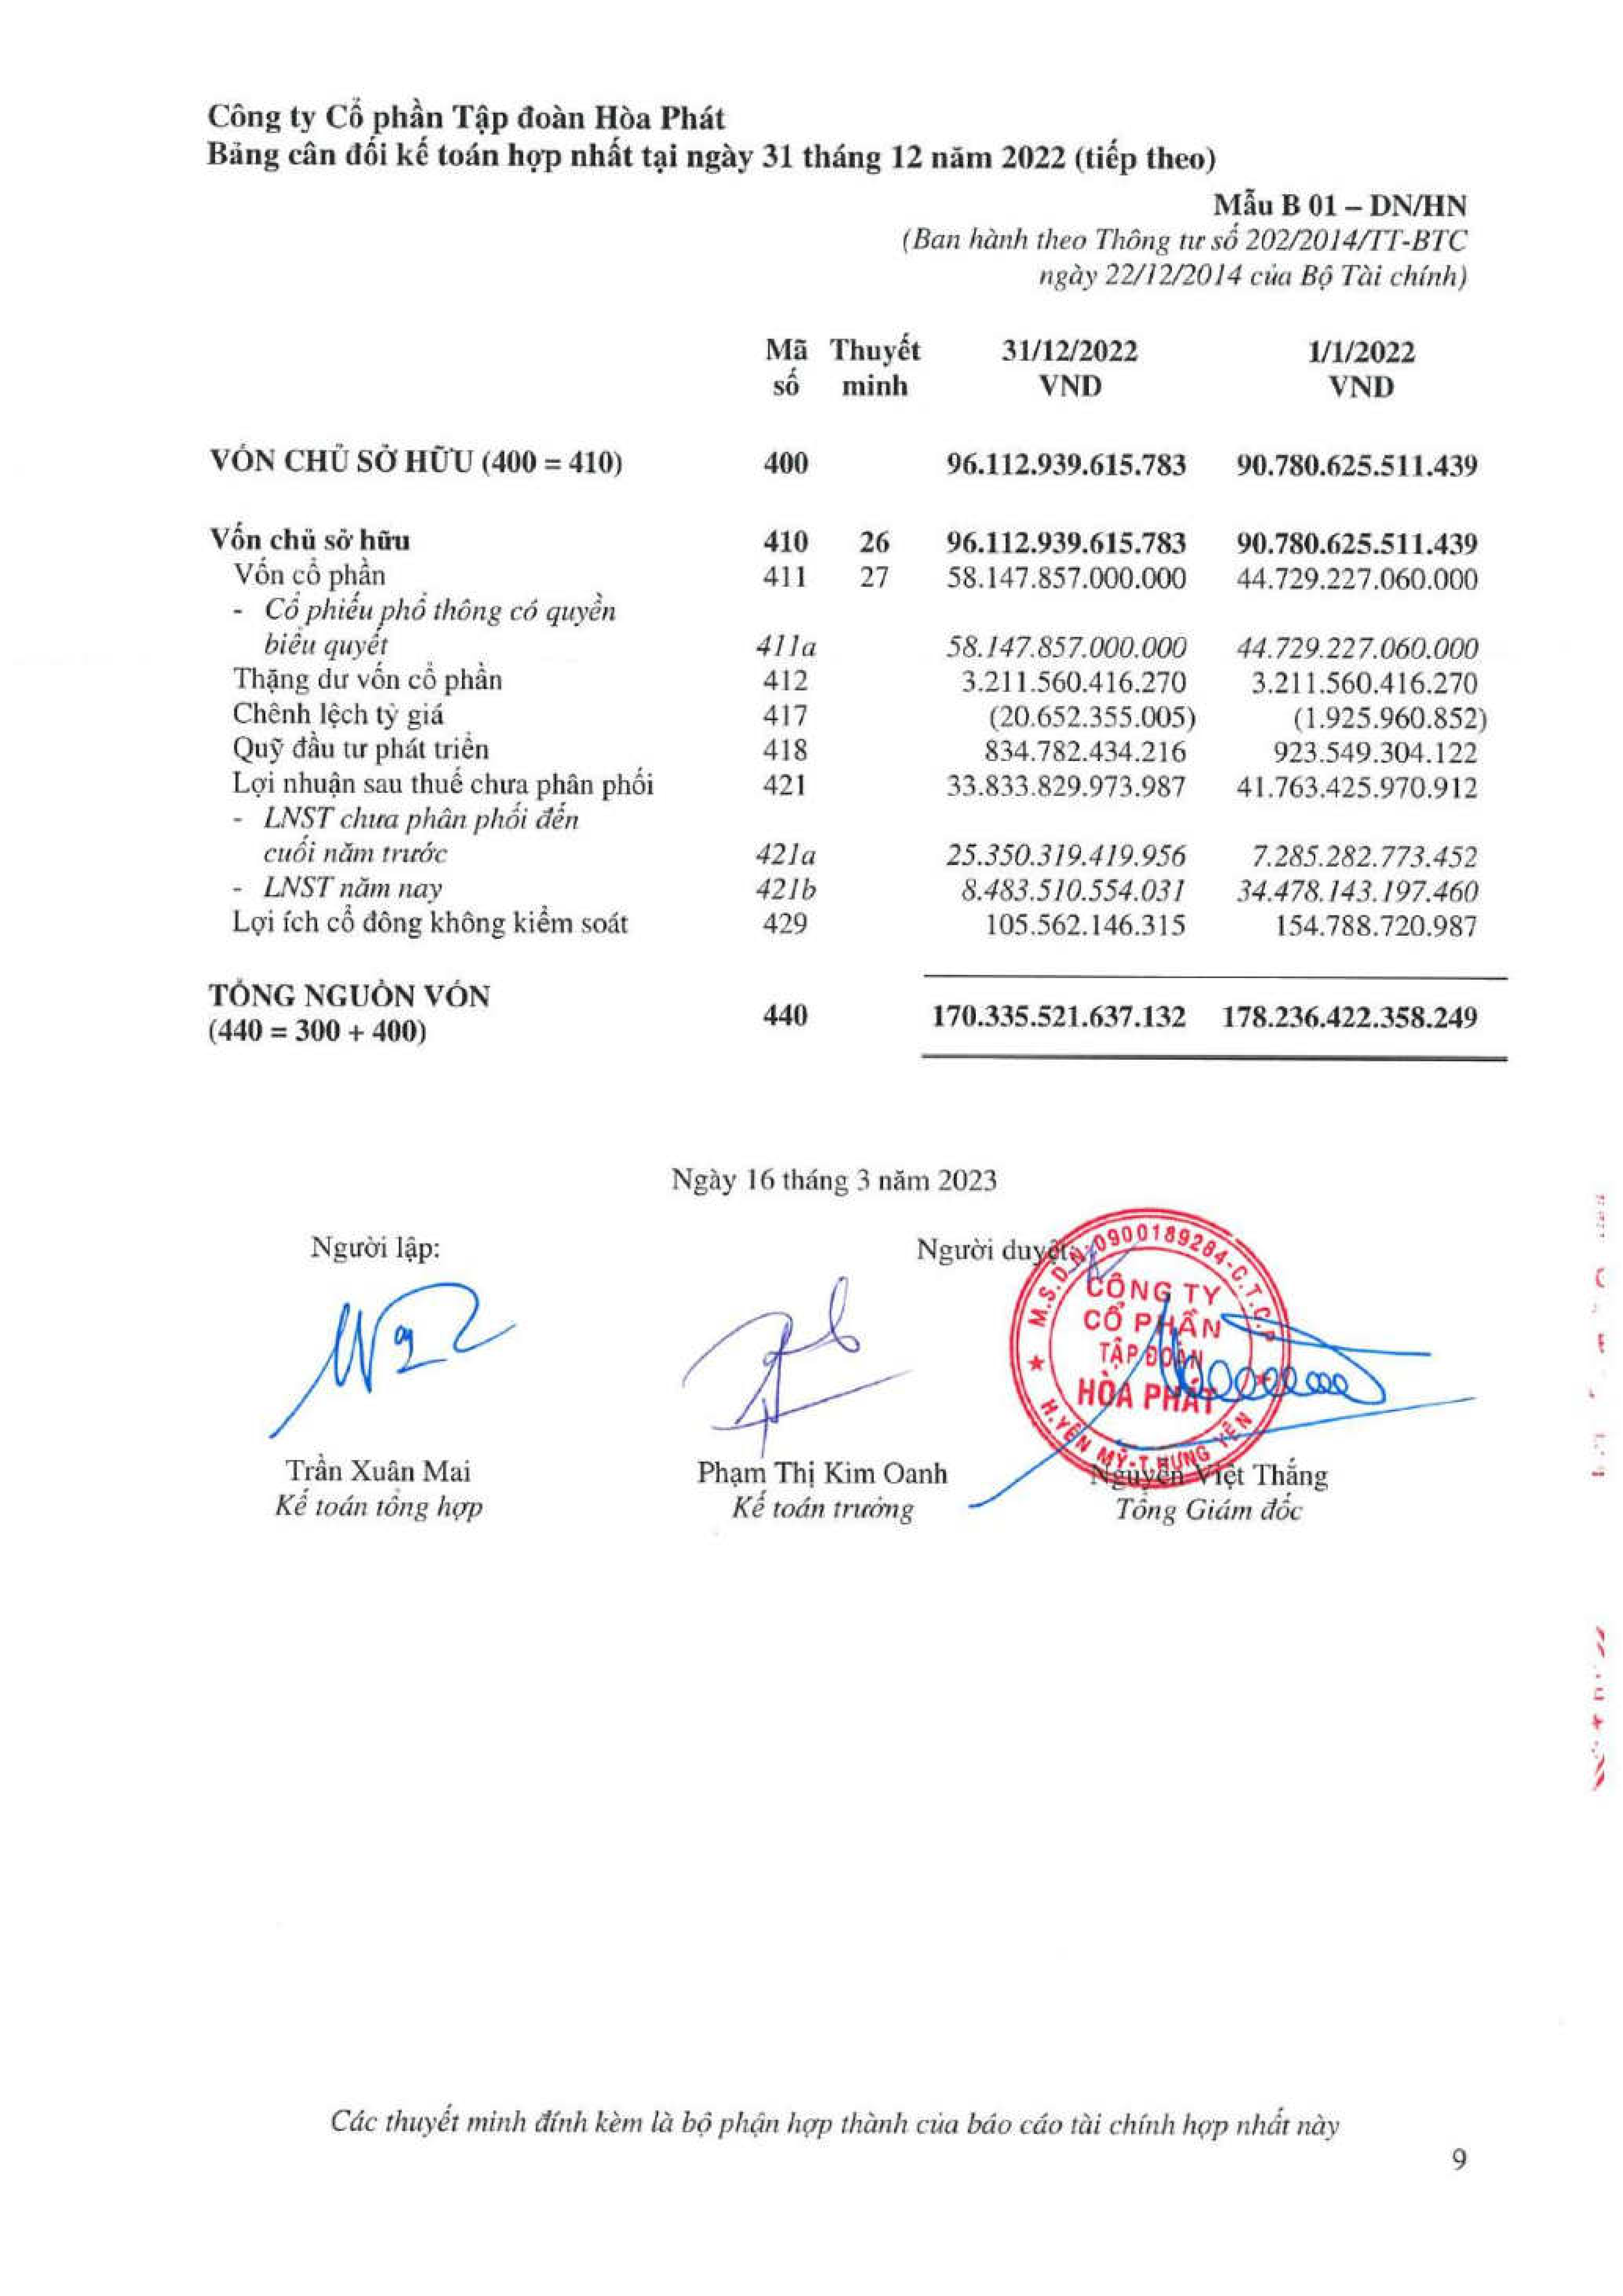 Công ty Cổ phần Tập đoàn Hòa Phát
Bảng cân đối kế toán hợp nhất tại ngày 31 tháng 12 năm 2022 (tiếp theo)
Mẫu B 01 – DN/HN
(Ban hành theo Thông tư số 202/2014/TT-BTC
ngày 22/12/2014 của Bộ Tài chính)
Mã Thuyết 31/12/2022 1/1/2022
số minh VND VND
VỐN CHỦ SỞ HỮU (400 = 410) 400 96.112.939.615.783 90.780.625.511.439
Vốn chủ sở hữu 410 26 96.112.939.615.783 90.780.625.511.439
Vốn cổ phần 411 27 58.147.857.000.000 44.729.227.060.000
- Cổ phiếu phổ thông có quyền
biểu quyết 411a 58.147.857.000.000 44.729.227.060.000
Thặng dư vốn cổ phần 412 3.211.560.416.270 3.211.560.416.270
Chênh lệch tỷ giá 417 (20.652.355.005) (1.925.960.852)
Quỹ đầu tư phát triển 418 834.782.434.216 923.549.304.122
Lợi nhuận sau thuế chưa phân phối 421 33.833.829.973.987 41.763.425.970.912
- LNST chưa phân phối đến
cuối năm trước 421a 25.350.319.419.956 7.285.282.773.452
- LNST năm nay 421b 8.483.510.554.031 34.478.143.197.460
Lợi ích cổ đông không kiểm soát 429 105.562.146.315 154.788.720.987
TỔNG NGUỒN VỐN
(440 = 300 + 400) 440 170.335.521.637.132 178.236.422.358.249
Ngày 16 tháng 3 năm 2023
Người lập: Người duyệt:
M.S.D.N:0900189284-C.T.C.P
CÔNG TY
CỔ PHẦN
TẬP ĐOÀN
HÒA PHÁT
H.YÊN MỸ-T.HƯNG YÊN
Trần Xuân Mai Phạm Thị Kim Oanh Nguyễn Việt Thắng
Kế toán tổng hợp Kế toán trưởng Tổng Giám đốc
Các thuyết minh đính kèm là bộ phận hợp thành của báo cáo tài chính hợp nhất này
9